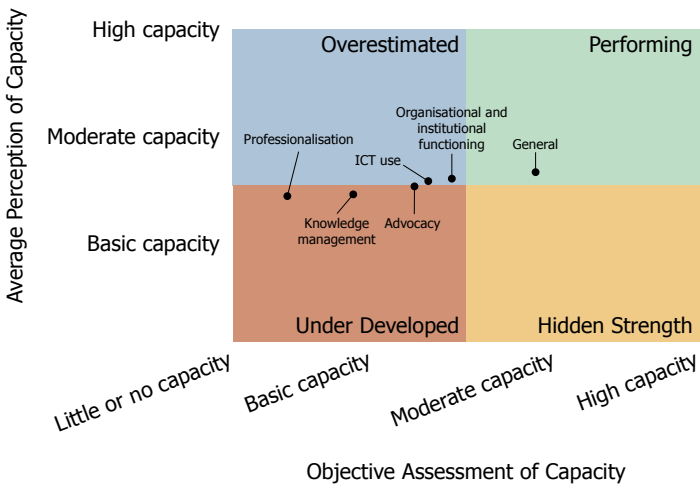 High capacity
Overestimated
Performing
Average Perception of Capacity
Moderate capacity
Professionalisation
ICT use
Organisational and
institutional
functioning
General
Knowledge
management
Advocacy
Basic capacity
Under Developed
Hidden Strength
Little or no capacity
Basic capacity
Moderate capacity
High capacity
Objective Assessment of Capacity